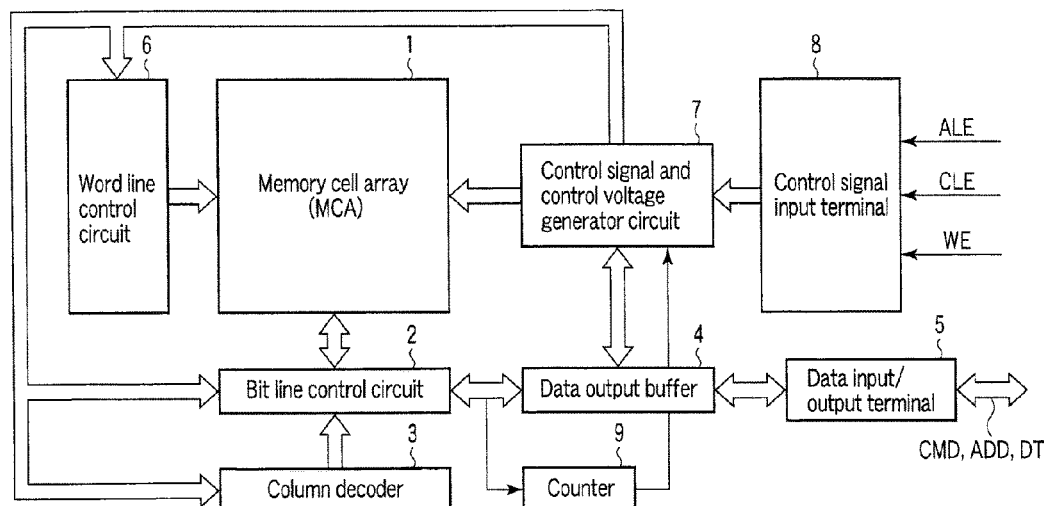 6
1
8
7
ALE
Word line
control
circuit
Memory cell array
(MCA)
Control signal and
control voltage
generator circuit
Control signal
input terminal
CLE
WE
2
4
5
Bit line control circuit
Data output buffer
Data input/
output terminal
3
9
CMD, ADD, DT
Column decoder
Counter